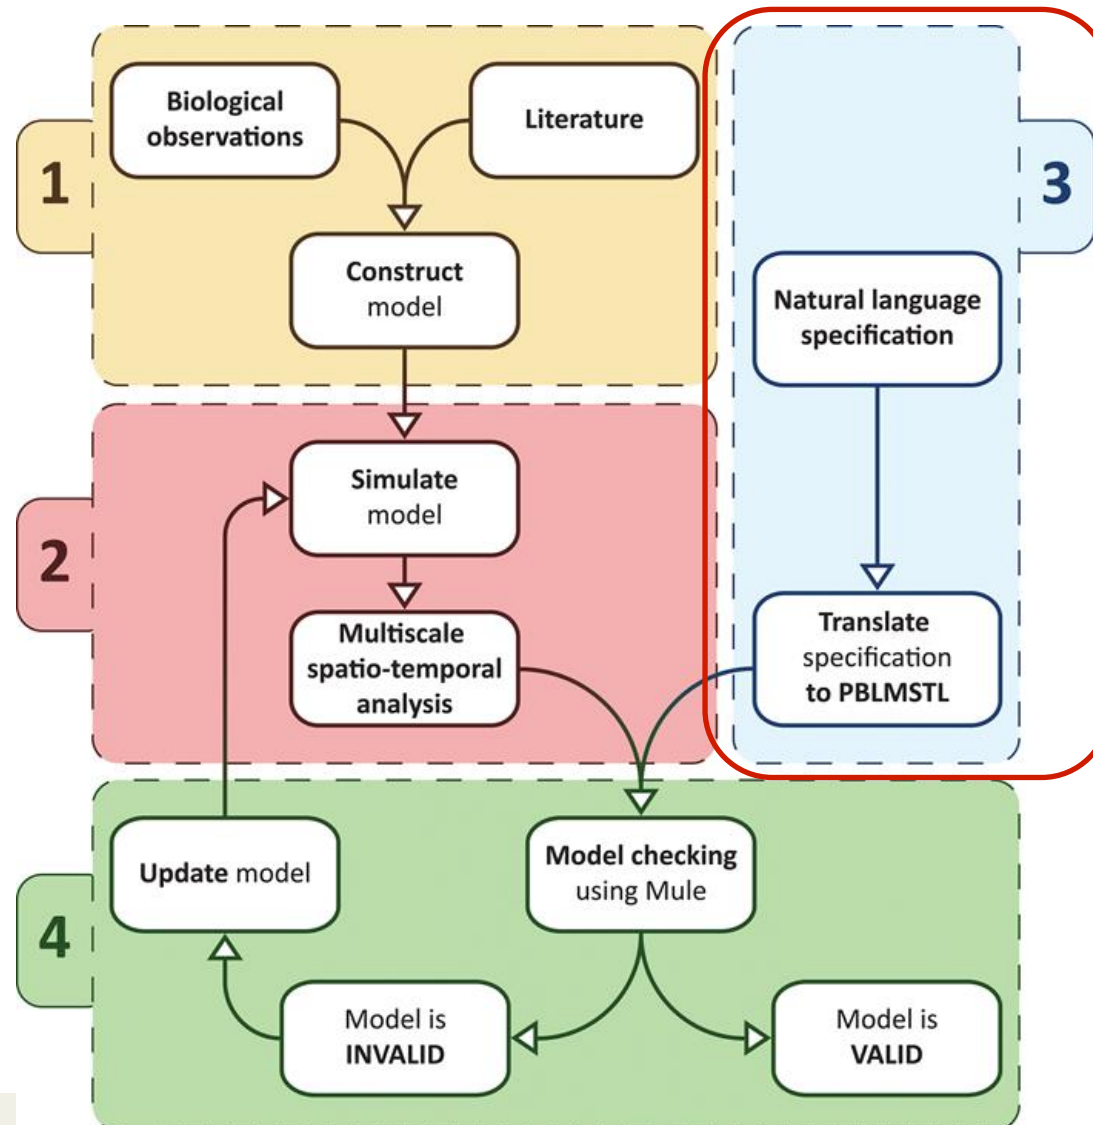 1
Biological
observations
Literature
Construct
model
2
Simulate
model
Multiscale
spatio-temporal
analysis
3
Natural language
specification
Translate
specification
to PBLMSTL
4
Update model
Model checking
using Mule
Model is
INVALID
Model is
VALID